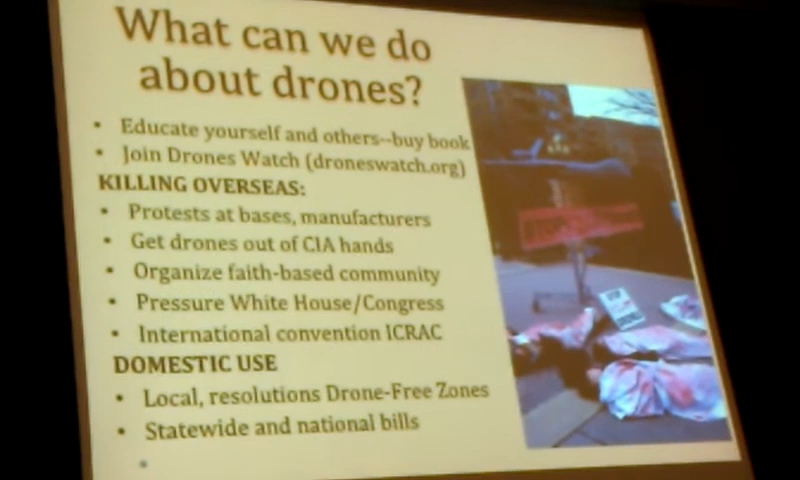 What can we do
about drones?
• Educate yourself and others--buy book
• Join Drones Watch (droneswatch.org)
KILLING OVERSEAS:
• Protests at bases, manufacturers
• Get drones out of CIA hands
• Organize faith-based community
• Pressure White House/Congress
• International convention ICRAC
DOMESTIC USE
• Local, resolutions Drone-Free Zones
• Statewide and national bills
•